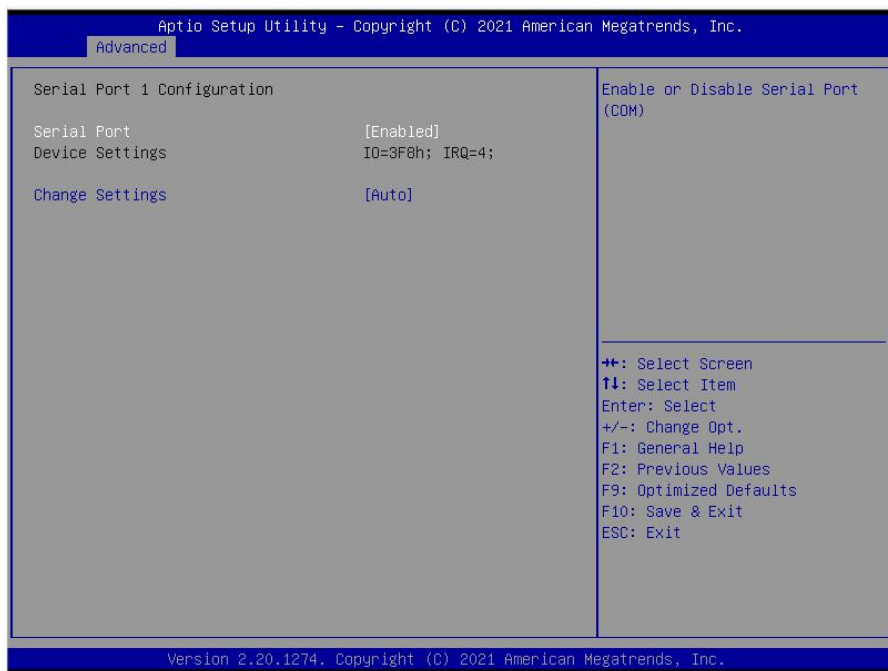 Aptio Setup Utility – Copyright (C) 2021 American Megatrends, Inc.
Advanced
Serial Port 1 Configuration
Serial Port [Enabled]
Device Settings IO=3F8h; IRQ=4;
Change Settings [Auto]
Enable or Disable Serial Port
(COM)
→←: Select Screen
↑↓: Select Item
Enter: Select
+/-: Change Opt.
F1: General Help
F2: Previous Values
F9: Optimized Defaults
F10: Save & Exit
ESC: Exit
Version 2.20.1274. Copyright (C) 2021 American Megatrends, Inc.